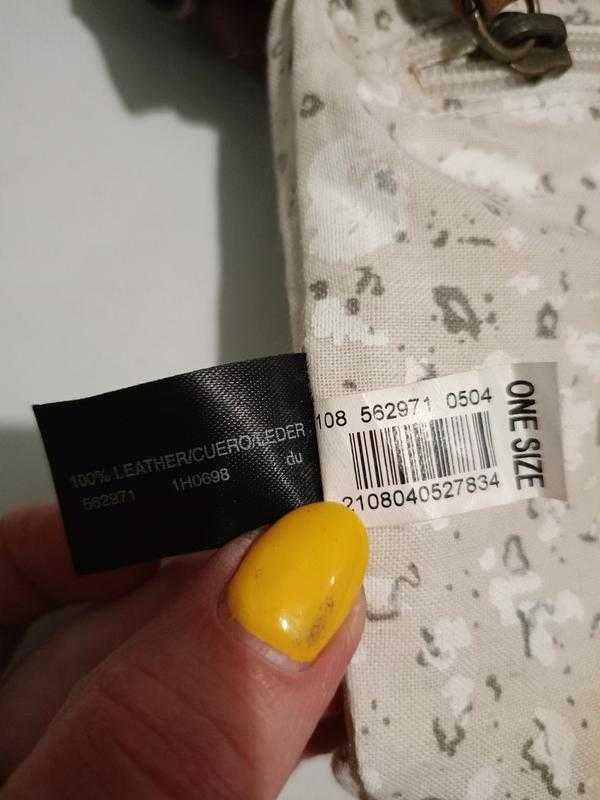 100% LEATHER/CUERO/LEDER
562971 1H0698 du
108 562971 0504
2108040527834
ONE SIZE